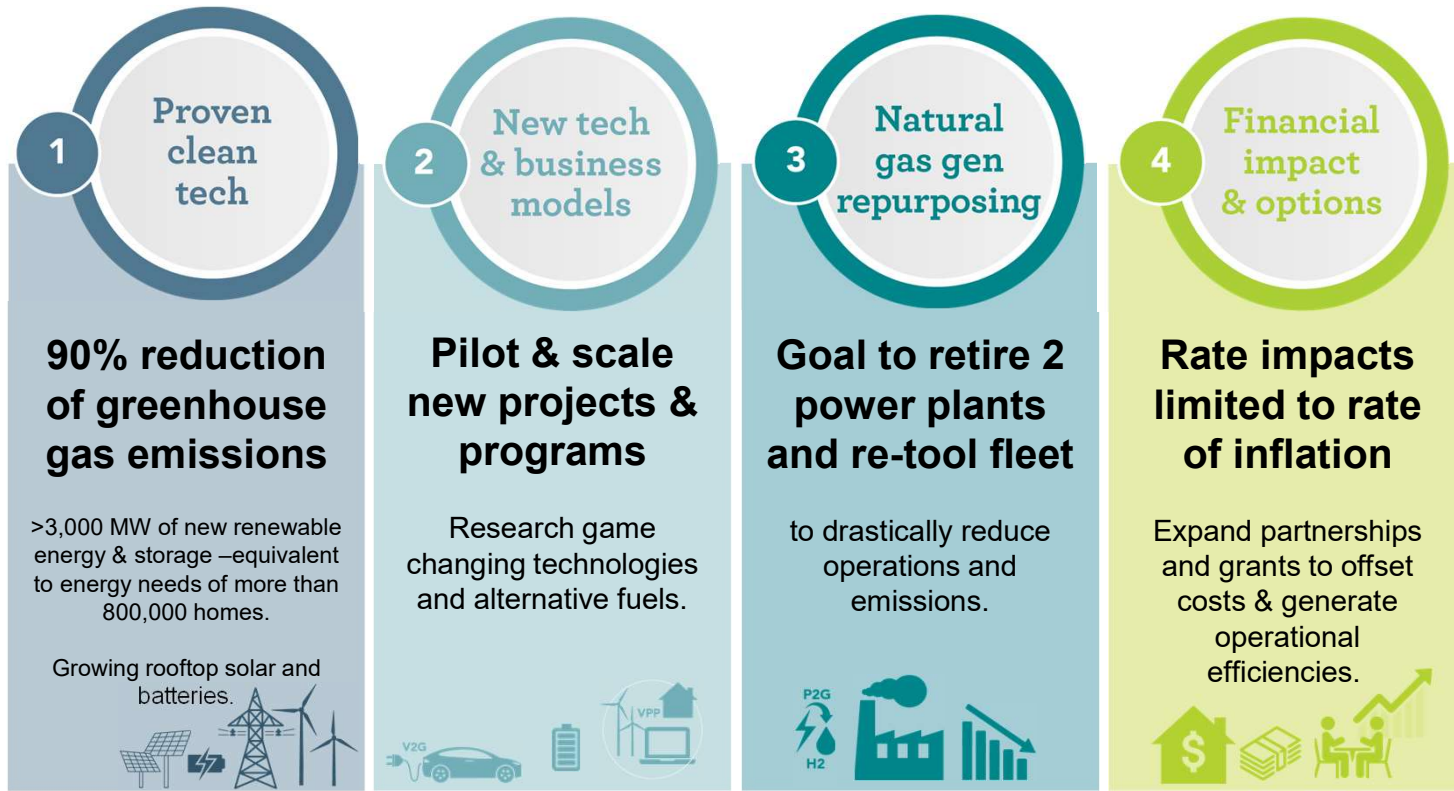 1
Proven
clean
tech
90% reduction
of greenhouse
gas emissions
>3,000 MW of new renewable
energy & storage –equivalent
to energy needs of more than
800,000 homes.
Growing rooftop solar and
batteries.
2
New tech
& business
models
Pilot & scale
new projects &
programs
Research game
changing technologies
and alternative fuels.
V2G
VPP
3
Natural
gas gen
repurposing
Goal to retire 2
power plants
and re-tool fleet
to drastically reduce
operations and
emissions.
P2G
H2
4
Financial
impact
& options
Rate impacts
limited to rate
of inflation
Expand partnerships
and grants to offset
costs & generate
operational
efficiencies.
$